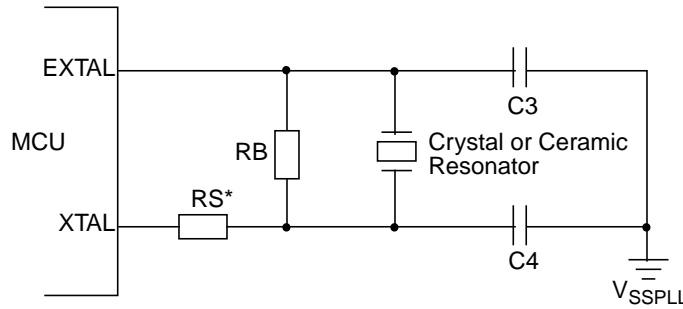 EXTAL
C3
MCU
RB
Crystal or Ceramic
Resonator
RS*
XTAL
C4
VSSPLL